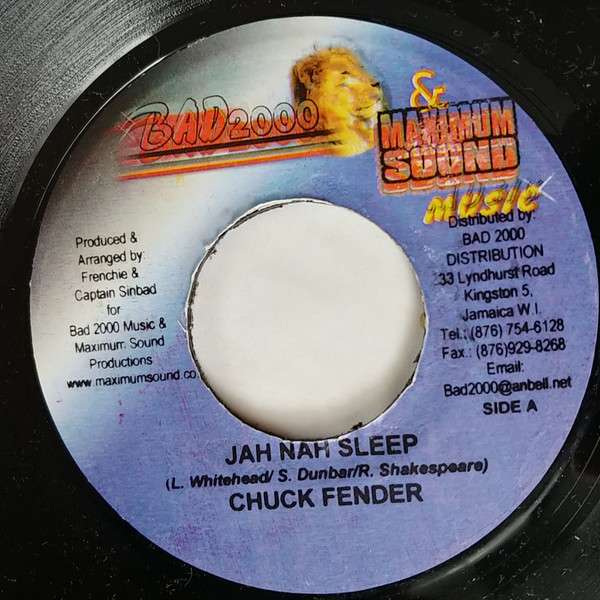 BAD2000
&
MAXIMUM
SOUND
MUSIC
Produced &
Arranged by:
Frenchie &
Captain Sinbad
for
Bad 2000 Music &
Maximum Sound
Productions
www.maximumsound.co
Distributed by:
BAD 2000
DISTRIBUTION
33 Lyndhurst Road
Kingston 5,
Jamaica W.I.
Tel.: (876) 754-6128
Fax.: (876)929-8268
Email:
Bad2000@anbell.net
SIDE A
JAH NAH SLEEP
(L. Whitehead/ S. Dunbar/R. Shakespeare)
CHUCK FENDER